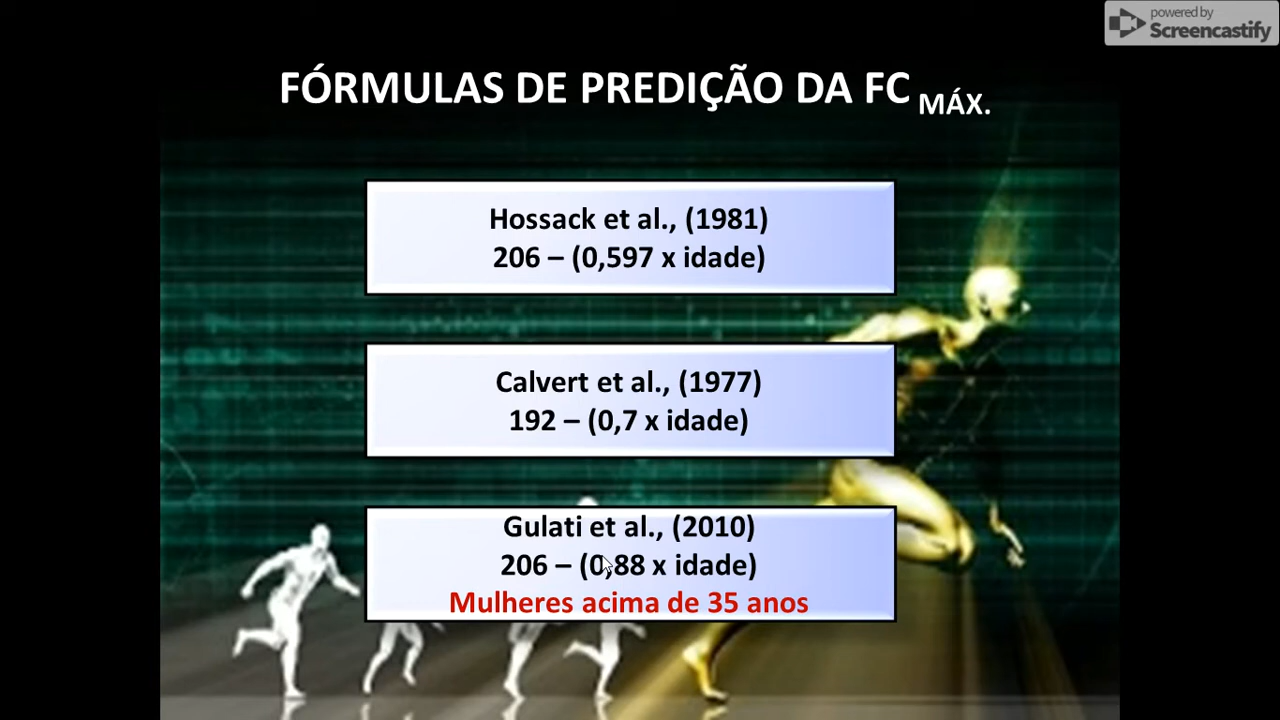 powered by
Screencastify
FÓRMULAS DE PREDIÇÃO DA FC MÁX.
Hossack et al., (1981)
206 – (0,597 x idade)
Calvert et al., (1977)
192 – (0,7 x idade)
Gulati et al., (2010)
206 – (0,88 x idade)
Mulheres acima de 35 anos